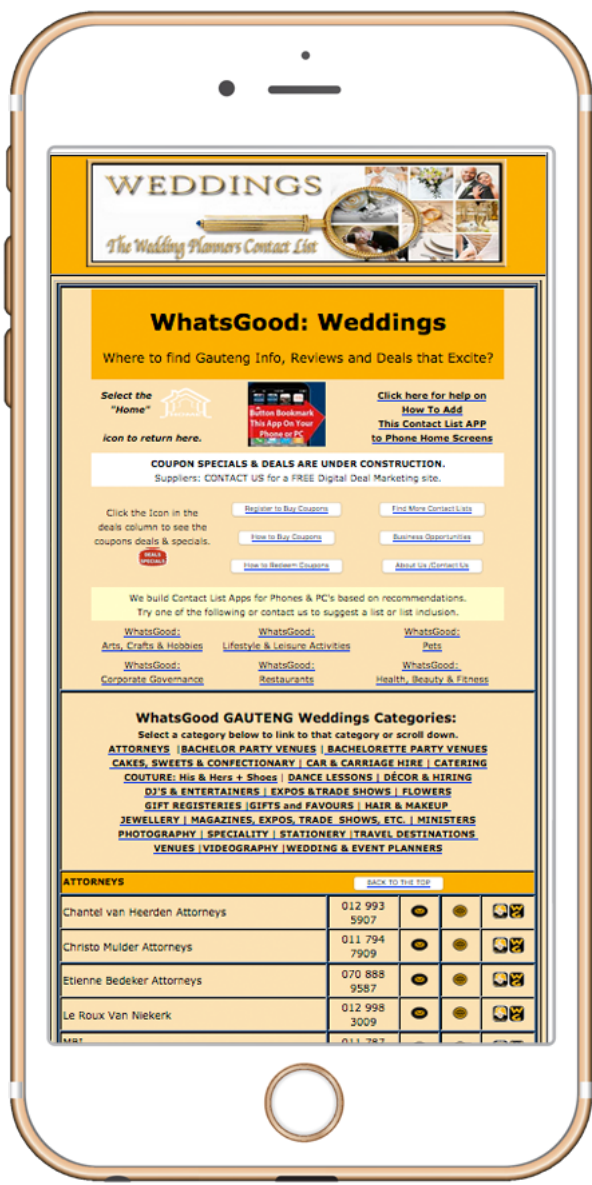 WEDDINGS
The Wedding Planners Contact List
WhatsGood: Weddings
Where to find Gauteng Info, Reviews and Deals that Excite?
Select the
"Home"
icon to return here.
Button Bookmark
This App On Your
Phone or PC
Click here for help on
How To Add
This Contact List APP
to Phone Home Screens
COUPON SPECIALS & DEALS ARE UNDER CONSTRUCTION.
Suppliers: CONTACT US for a FREE Digital Deal Marketing site.
Click the Icon in the
deals column to see the
coupons deals & specials.
DEALS
SPECIALS
Register to Buy Coupons
Find More Contact Lists
How to Buy Coupons
Business Opportunities
How to Redeem Coupons
About Us /Contact Us
We build Contact List Apps for Phones & PC's based on recommendations.
Try one of the following or contact us to suggest a list or list inclusion.
WhatsGood:
Arts, Crafts & Hobbies
WhatsGood:
Lifestyle & Leisure Activities
WhatsGood:
Pets
WhatsGood:
Corporate Governance
WhatsGood:
Restaurants
WhatsGood:
Health, Beauty & Fitness
WhatsGood GAUTENG Weddings Categories:
Select a category below to link to that category or scroll down.
ATTORNEYS |BACHELOR PARTY VENUES | BACHELORETTE PARTY VENUES
CAKES, SWEETS & CONFECTIONARY | CAR & CARRIAGE HIRE | CATERING
COUTURE: His & Hers + Shoes | DANCE LESSONS | DÉCOR & HIRING
DJ'S & ENTERTAINERS | EXPOS &TRADE SHOWS | FLOWERS
GIFT REGISTERIES |GIFTS and FAVOURS | HAIR & MAKEUP
JEWELLERY | MAGAZINES, EXPOS, TRADE SHOWS, ETC. | MINISTERS
PHOTOGRAPHY | SPECIALITY | STATIONERY |TRAVEL DESTINATIONS
VENUES |VIDEOGRAPHY |WEDDING & EVENT PLANNERS
ATTORNEYS
BACK TO THE TOP
Chantel van Heerden Attorneys
012 993
5907
Christo Mulder Attorneys
011 794
7909
Etienne Bedeker Attorneys
070 888
9587
Le Roux Van Niekerk
012 998
3009
MBI
011 787